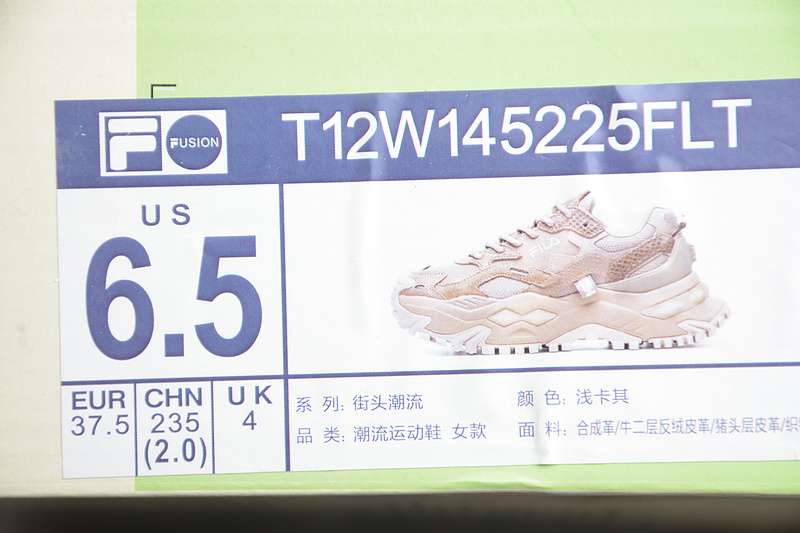 F FUSION
T12W145225FLT
US
6.5
FILA
EUR
37.5
CHN
235
(2.0)
UK
4
系 列: 街头潮流
颜 色: 浅卡其
品 类: 潮流运动鞋 女款
面 料: 合成革/牛二层反绒皮革/猪头层皮革/织